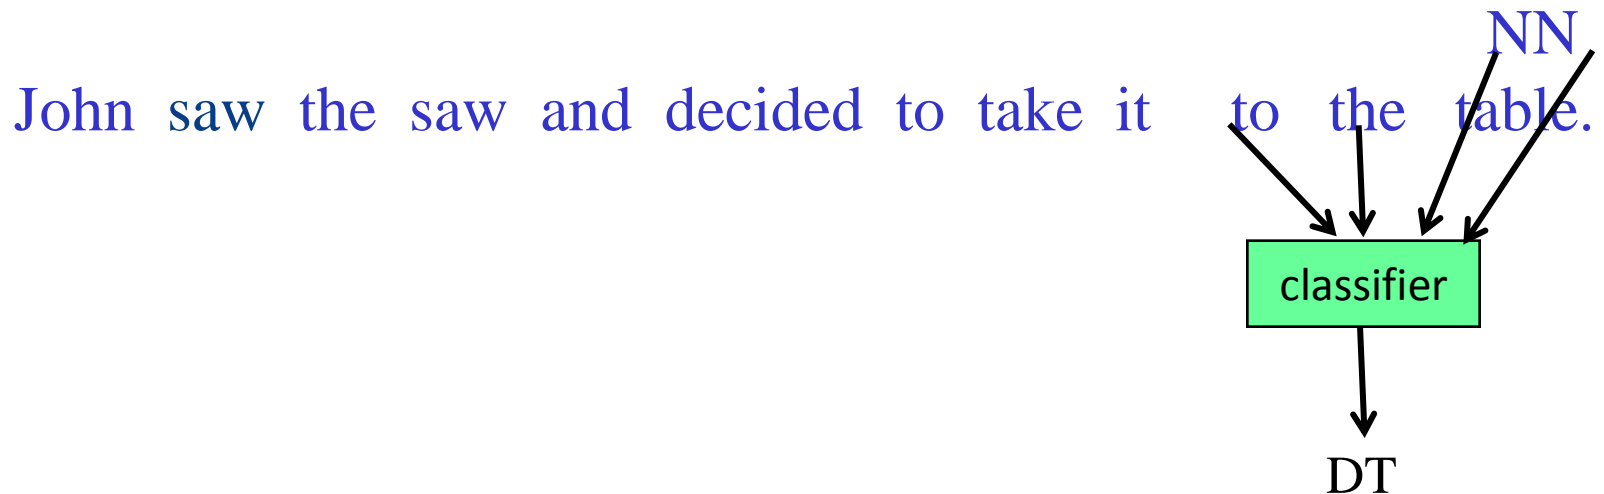 NN
John saw the saw and decided to take it to the table.
classifier
DT